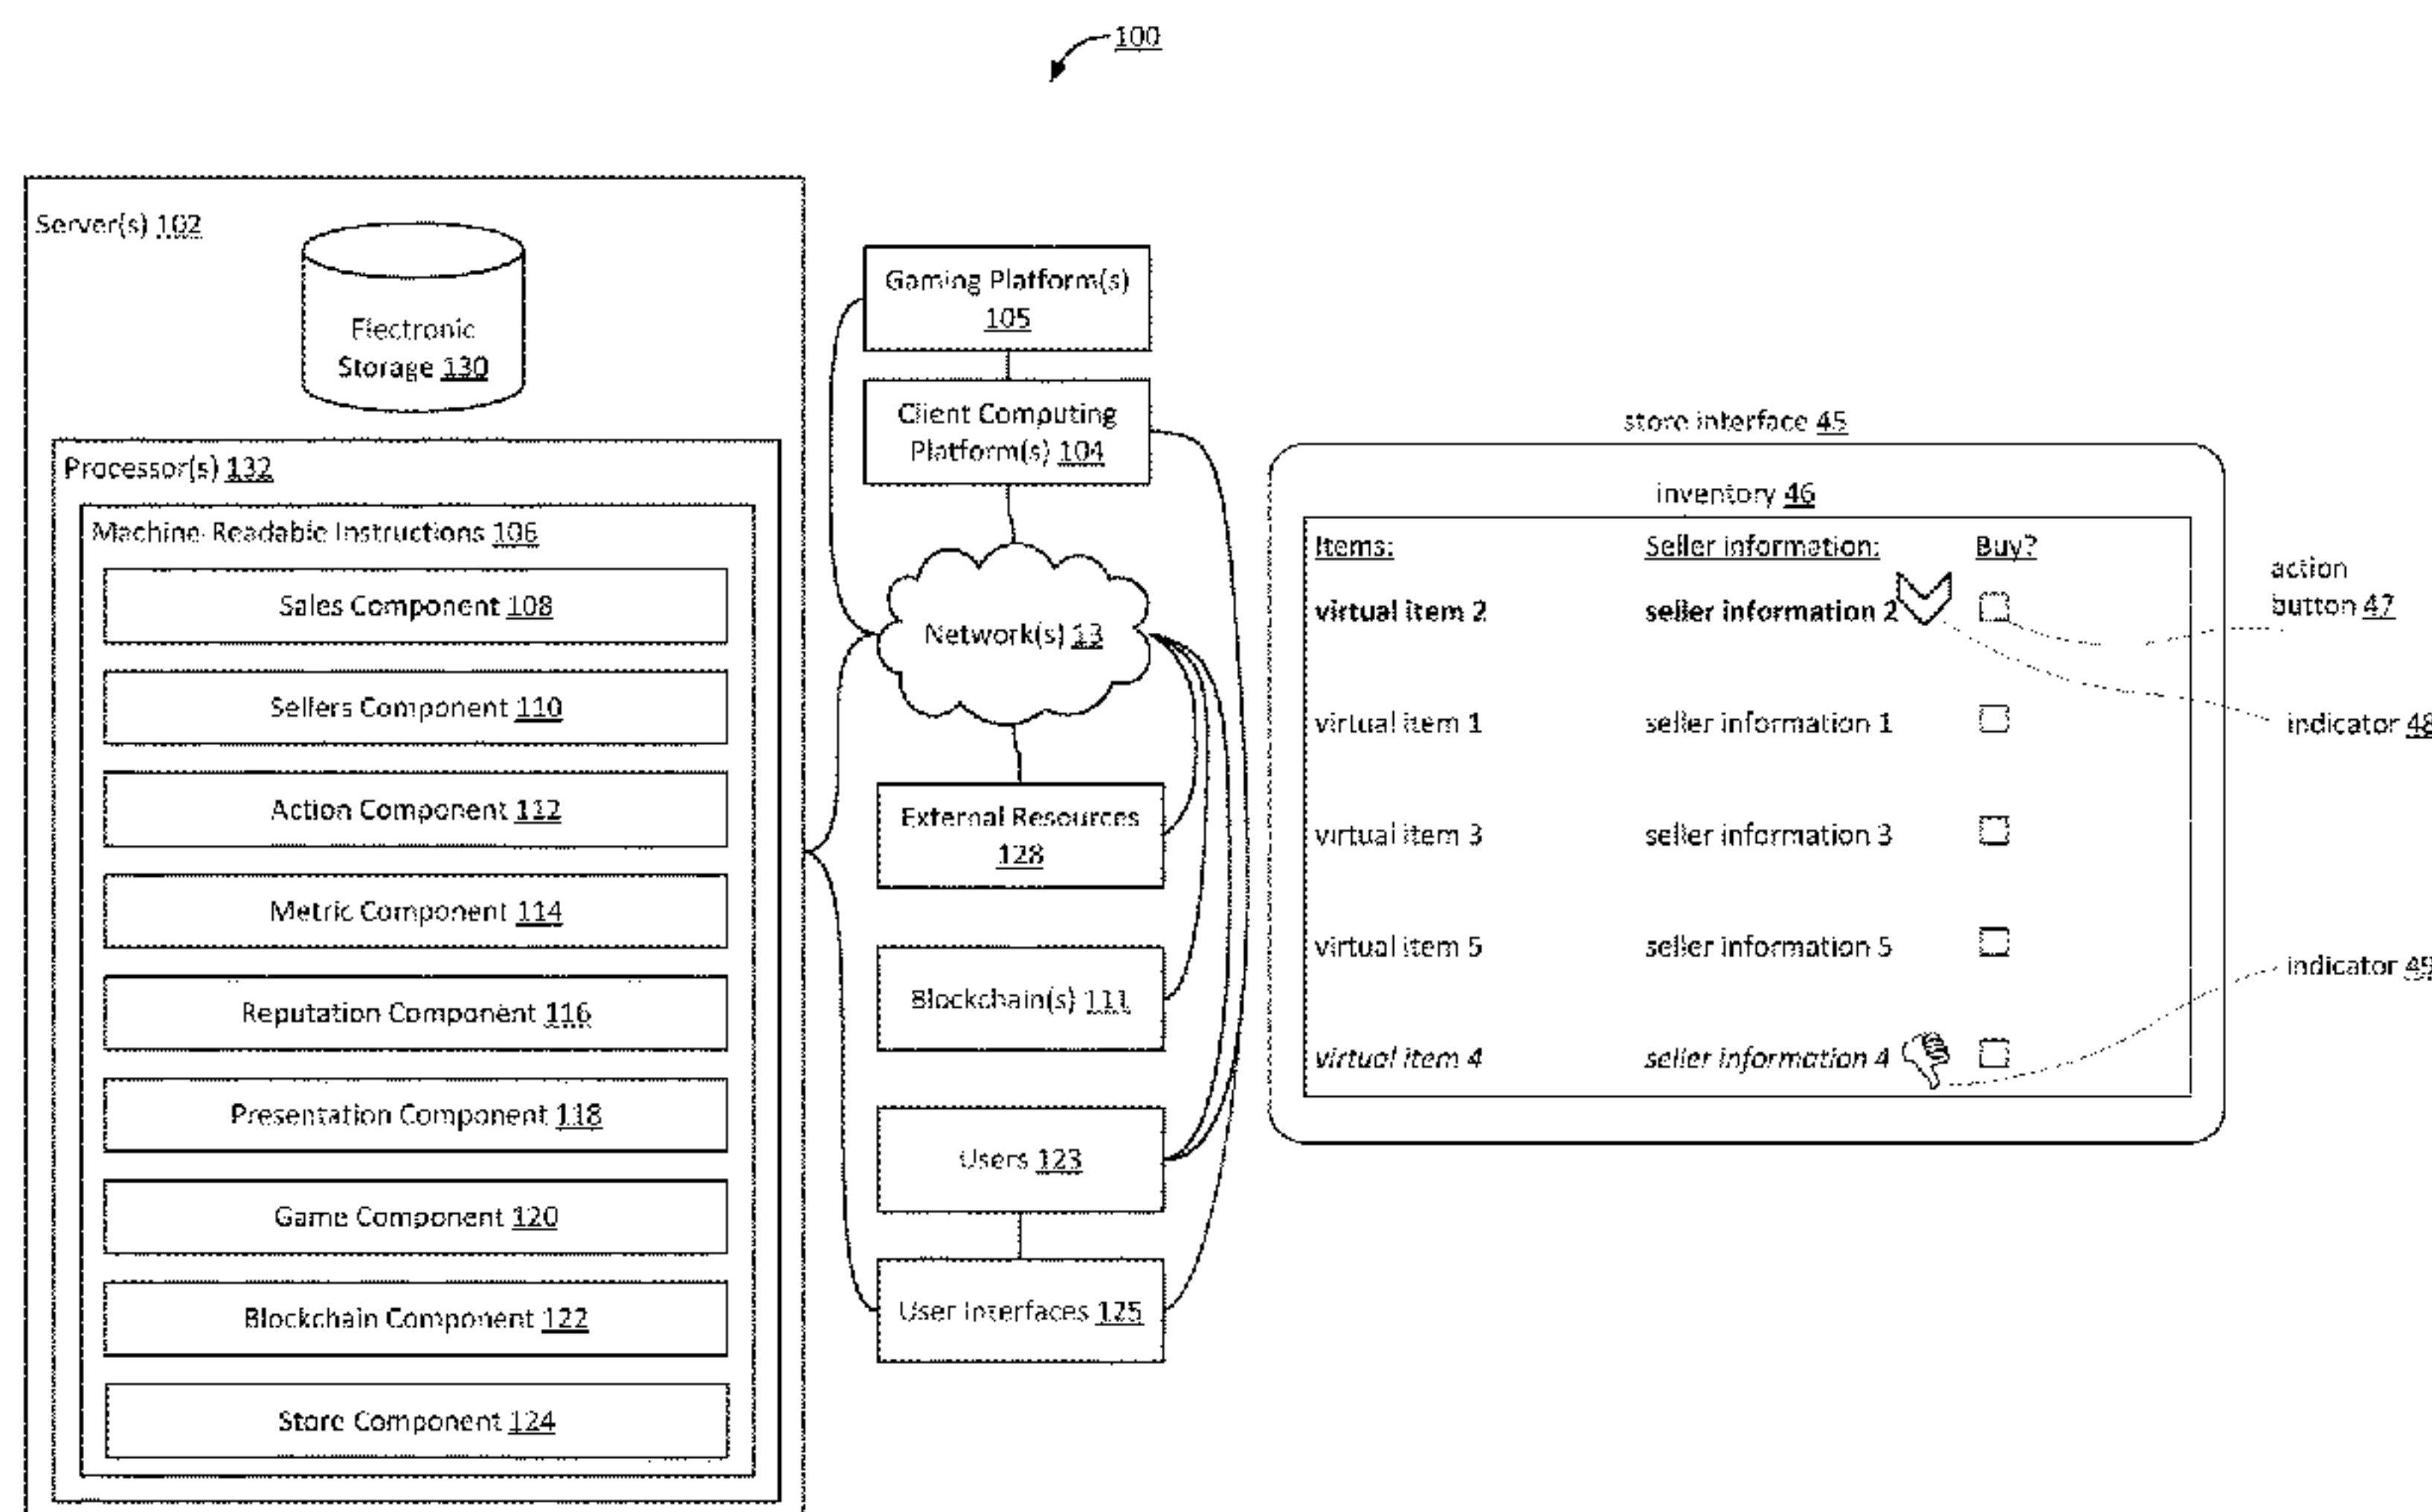 100
Server(s) 102
Electronic
Storage 130
Processor(s) 132
Machine-Readable Instructions 106
Sales Component 108
Sellers Component 110
Action Component 112
Metric Component 114
Reputation Component 116
Presentation Component 118
Game Component 120
Blockchain Component 122
Store Component 124
Gaming Platform(s)
105
Client Computing
Platform(s) 104
Network(s) 13
External Resources
128
Blockchain(s) 111
Users 123
User Interfaces 125
store interface 45
inventory 46
Items: Seller information: Buy?
virtual item 2 seller information 2
virtual item 1 seller information 1
virtual item 3 seller information 3
virtual item 5 seller information 5
virtual item 4 seller information 4
action
button 47
indicator 48
indicator 49